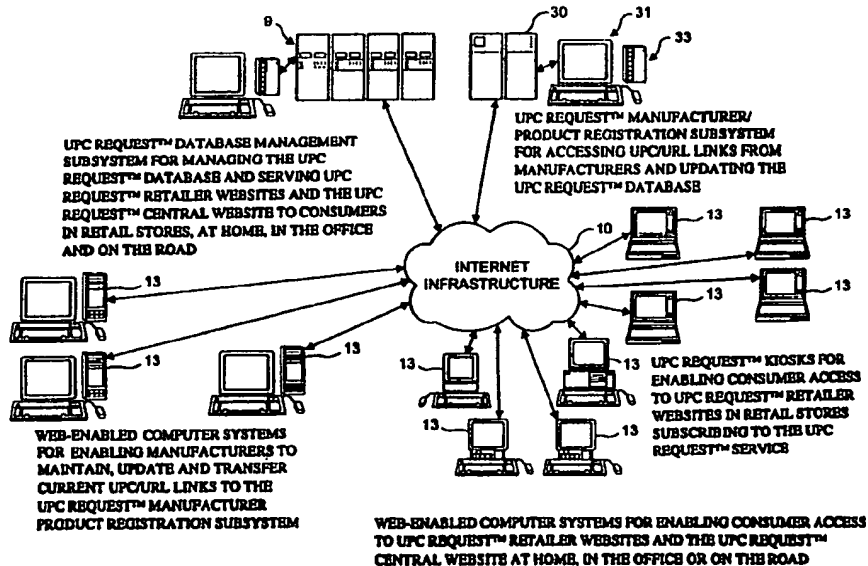 9
30
31
33
UPC REQUEST™ DATABASE MANAGEMENT
SUBSYSTEM FOR MANAGING THE UPC
REQUEST™ DATABASE AND SERVING UPC
REQUEST™ RETAILER WEBSITES AND THE UPC
REQUEST™ CENTRAL WEBSITE TO CONSUMERS
IN RETAIL STORES, AT HOME, IN THE OFFICE
AND ON THE ROAD
UPC REQUEST™ MANUFACTURER/
PRODUCT REGISTRATION SUBSYSTEM
FOR ACCESSING UPC/URL LINKS FROM
MANUFACTURERS AND UPDATING THE
UPC REQUEST™ DATABASE
10
INTERNET
INFRASTRUCTURE
13
13
13
13
13
13
13
13
13
13
13
UPC REQUEST™ KIOSKS FOR
ENABLING CONSUMER ACCESS
TO UPC REQUEST™ RETAILER
WEBSITES IN RETAIL STORES
SUBSCRIBING TO THE UPC
REQUEST™ SERVICE
WEB-ENABLED COMPUTER SYSTEMS
FOR ENABLING MANUFACTURERS TO
MAINTAIN, UPDATE AND TRANSFER
CURRENT UPC/URL LINKS TO THE
UPC REQUEST™ MANUFACTURER
PRODUCT REGISTRATION SUBSYSTEM
WEB-ENABLED COMPUTER SYSTEMS FOR ENABLING CONSUMER ACCESS
TO UPC REQUEST™ RETAILER WEBSITES AND THE UPC REQUEST™
CENTRAL WEBSITE AT HOME, IN THE OFFICE OR ON THE ROAD